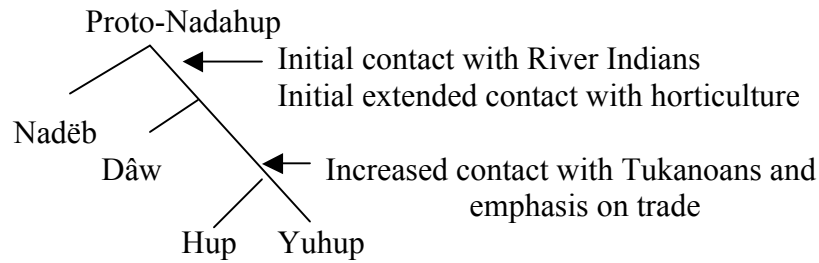 Proto-Nadahup
Initial contact with River Indians
Initial extended contact with horticulture
Nadëb
Dâw
Increased contact with Tukanoans and
emphasis on trade
Hup
Yuhup